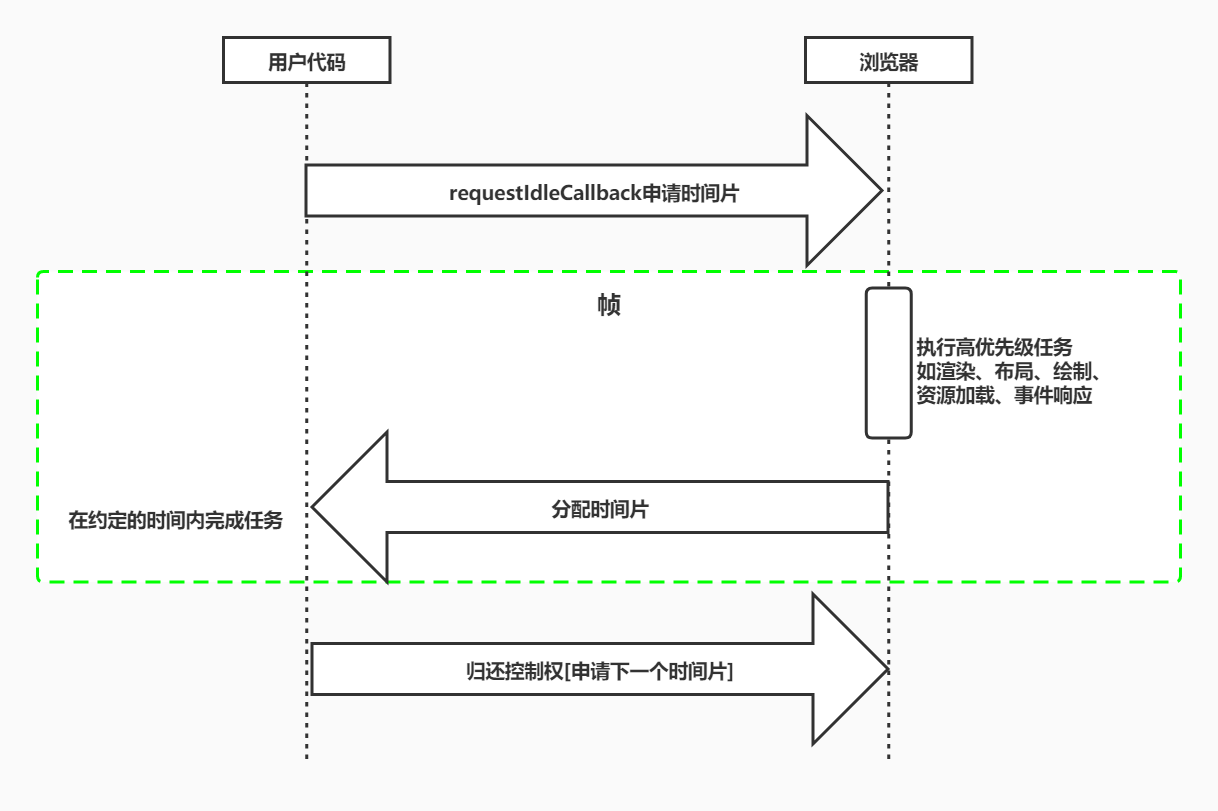 用户代码
浏览器
requestIdleCallback申请时间片
帧
执行高优先级任务
如渲染、布局、绘制、
资源加载、事件响应
分配时间片
在约定的时间内完成任务
归还控制权[申请下一个时间片]